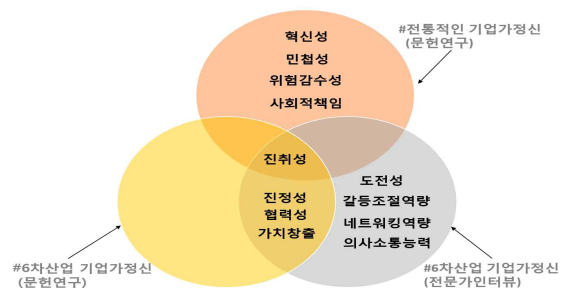 혁신성
민첩성
위험감수성
사회적책임
#전통적인 기업가정신
(문헌연구)
진취성
진정성
협력성
가치창출
도전성
갈등조절역량
네트워킹역량
의사소통능력
#6차산업 기업가정신
(문헌연구)
#6차산업 기업가정신
(전문가인터뷰)